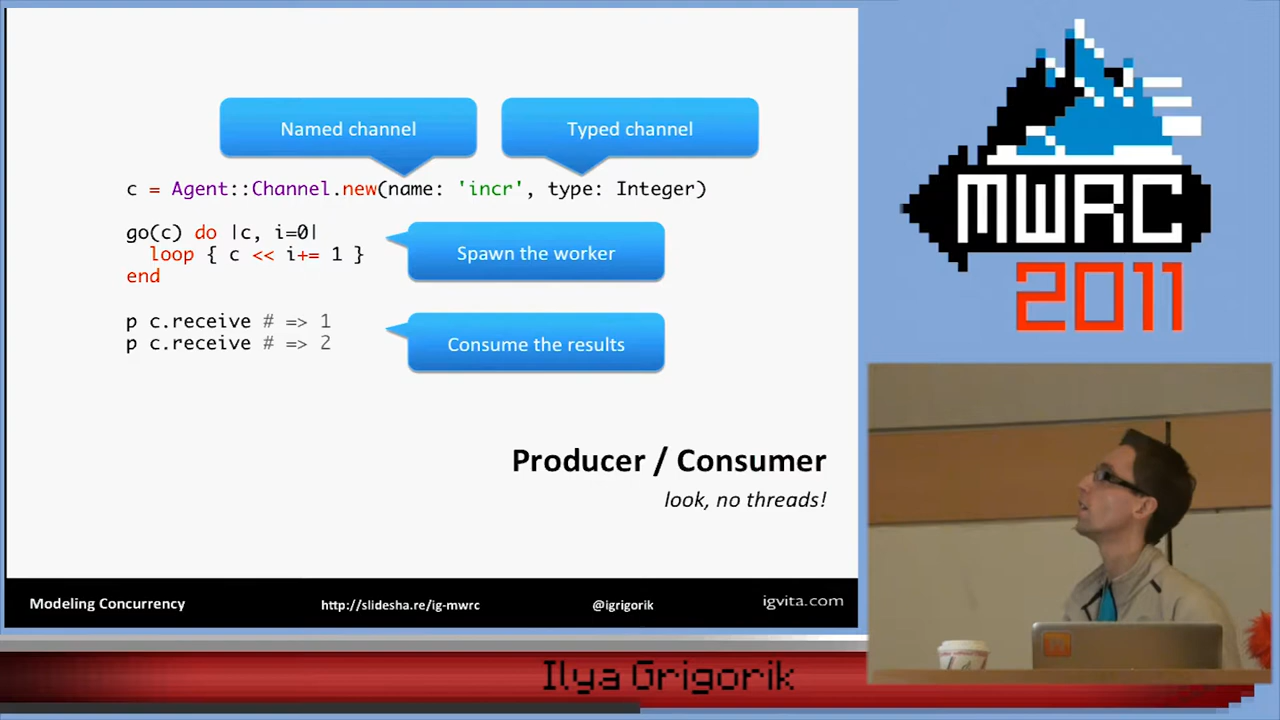 Named channel
Typed channel
c = Agent::Channel.new(name: 'incr', type: Integer)
go(c) do |c, i=0|
loop { c << i+= 1 }
end
Spawn the worker
p c.receive # => 1
p c.receive # => 2
Consume the results
Producer / Consumer
look, no threads!
Modeling Concurrency
http://slidesha.re/ig-mwrc
@igrigorik
igvita.com
MWRC
2011
Ilya Grigorik